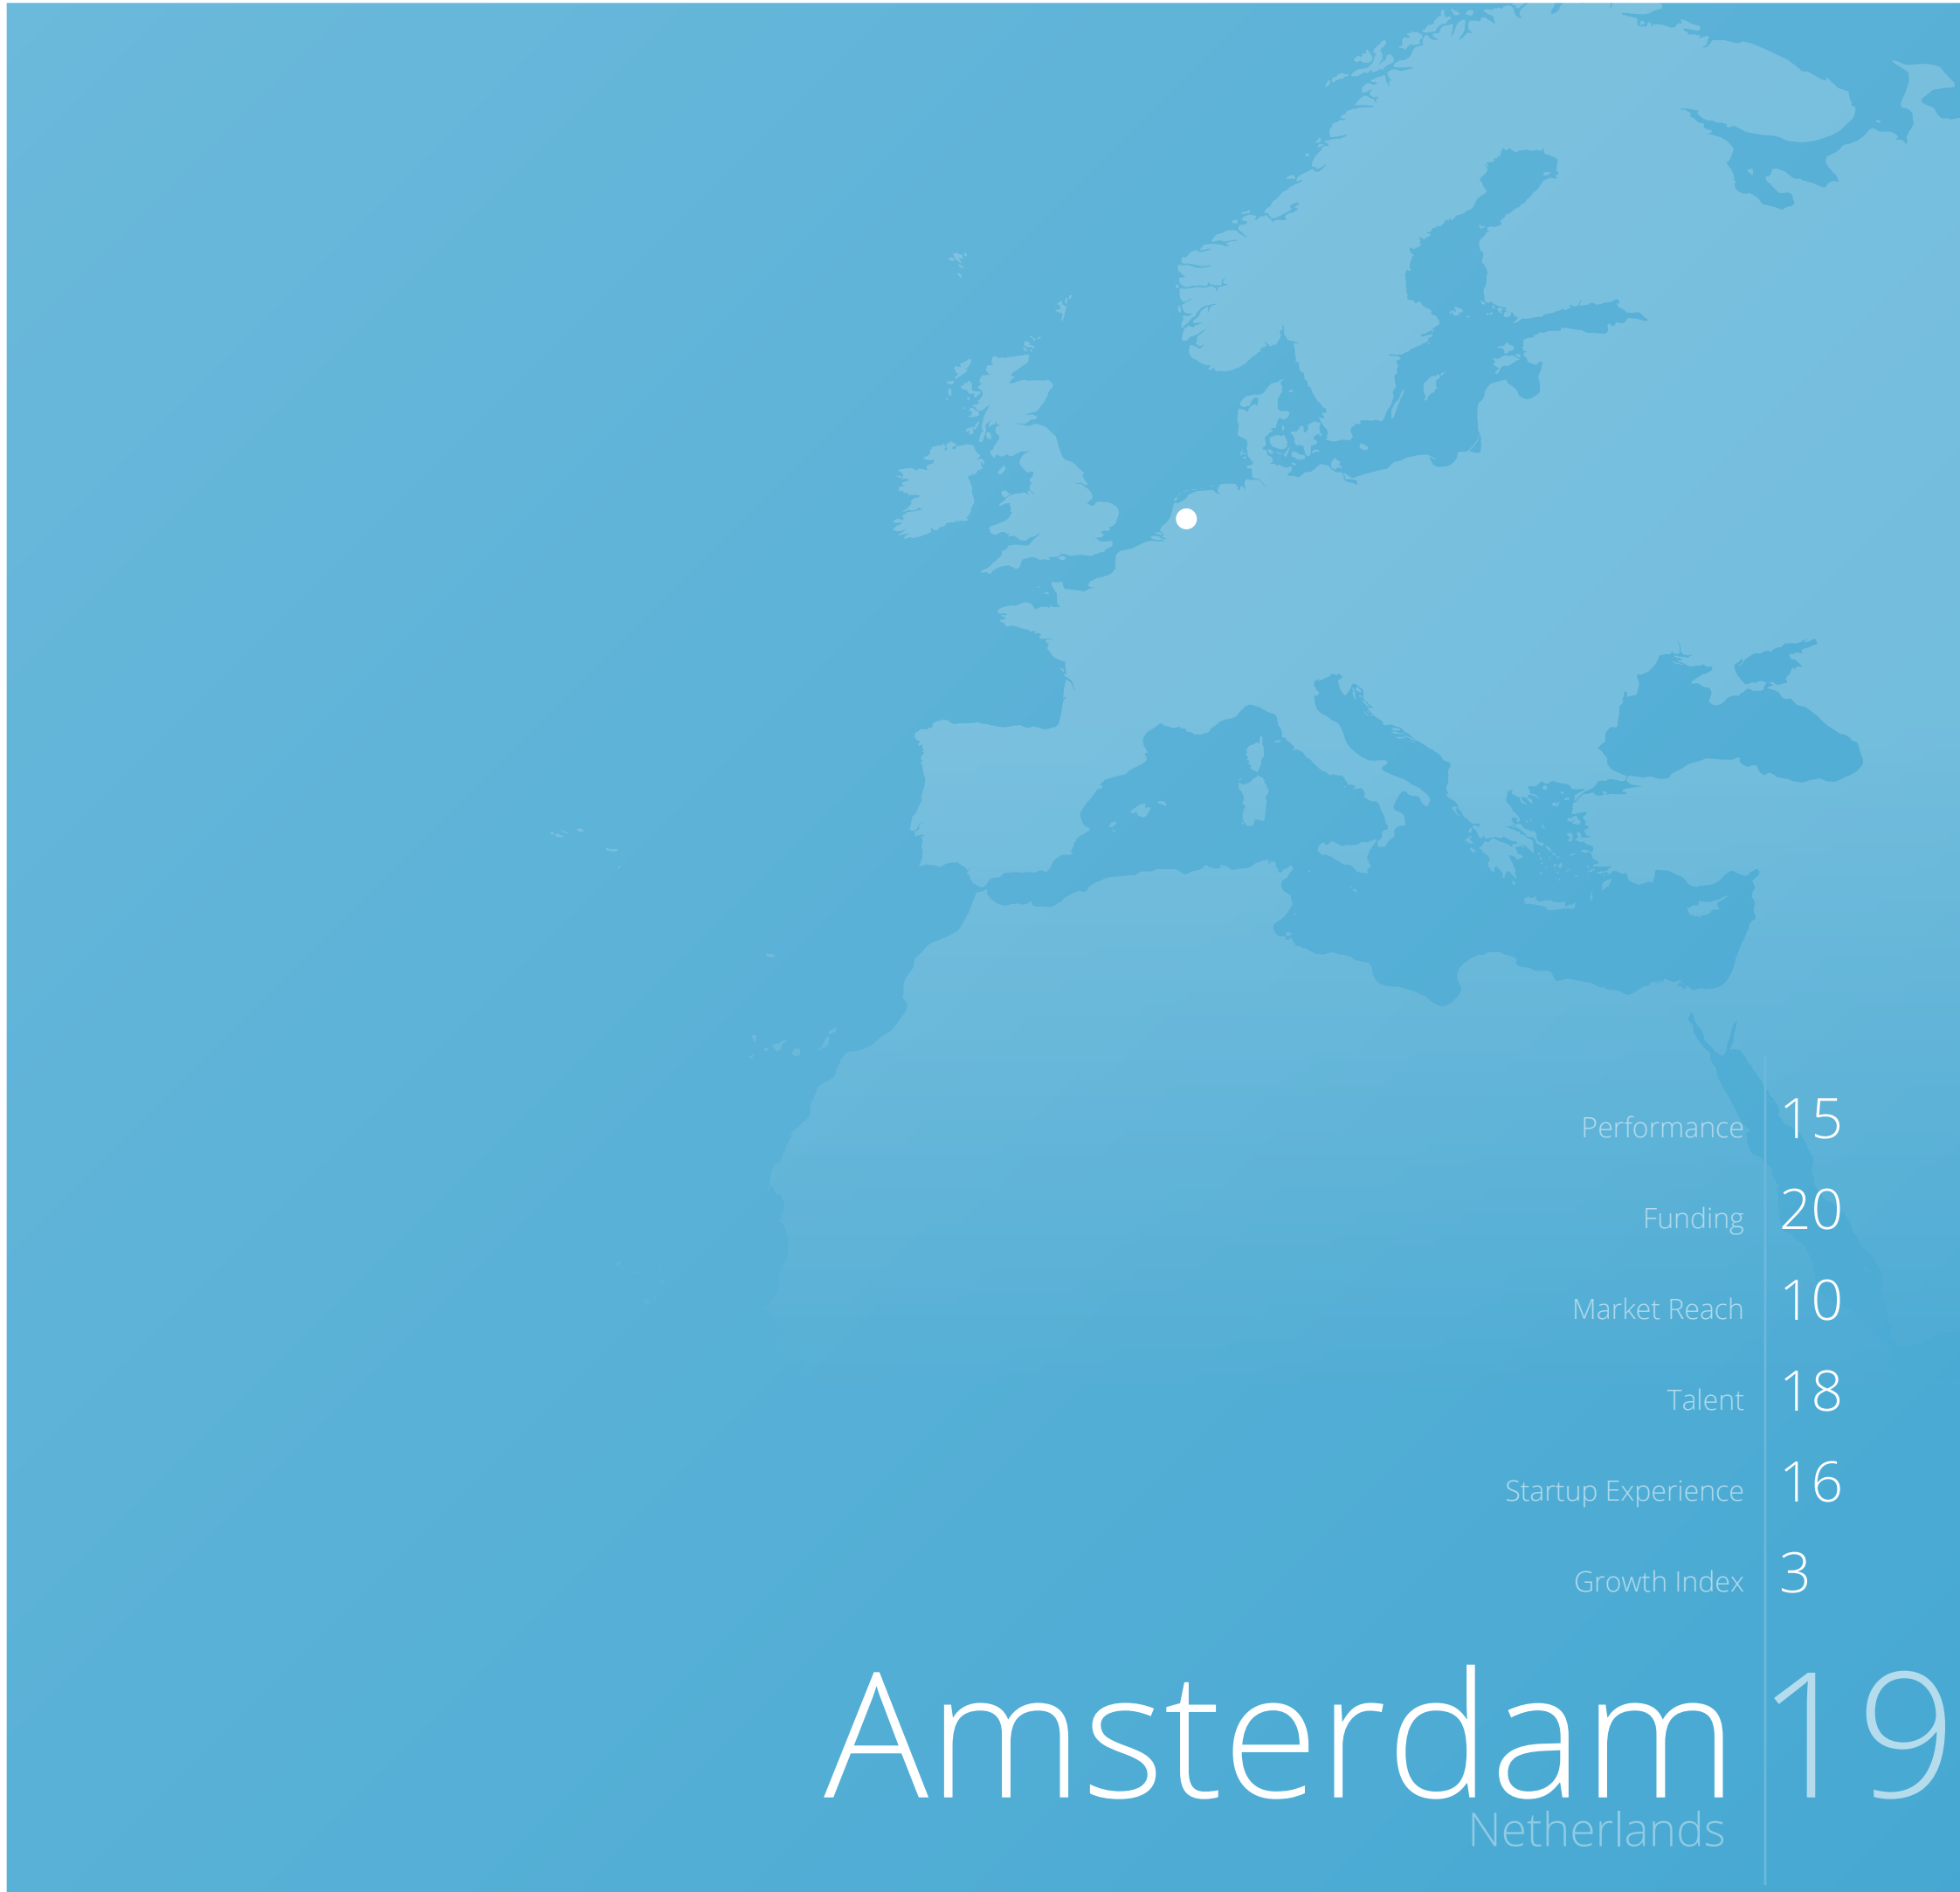 Performance 15
Funding 20
Market Reach 10
Talent 18
Startup Experience 16
Growth Index 3
Amsterdam 19
Netherlands